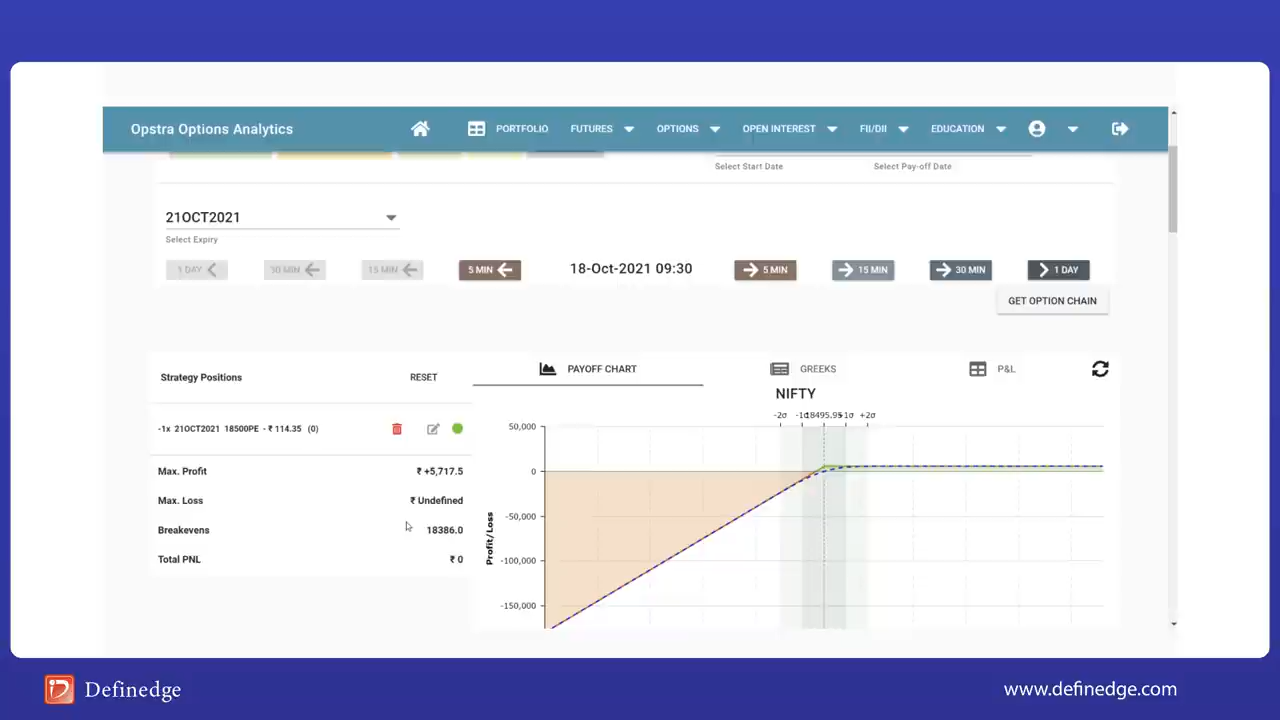 Opstra Options Analytics PORTFOLIO FUTURES OPTIONS OPEN INTEREST FII/DII EDUCATION
Select Start Date Select Pay-off Date
21OCT2021
Select Expiry
1 DAY 30 MIN 15 MIN 5 MIN 18-Oct-2021 09:30 5 MIN 15 MIN 30 MIN 1 DAY
GET OPTION CHAIN
Strategy Positions RESET
-1x 21OCT2021 18500PE - ₹ 114.35 (0)
Max. Profit ₹ +5,717.5
Max. Loss ₹ Undefined
Breakevens 18386.0
Total PNL ₹ 0
PAYOFF CHART GREEKS P&L
NIFTY
-2σ -1σ 18495.95 +1σ +2σ
50,000
0
-50,000
-100,000
-150,000
Profit/Loss
Definedge www.definedge.com